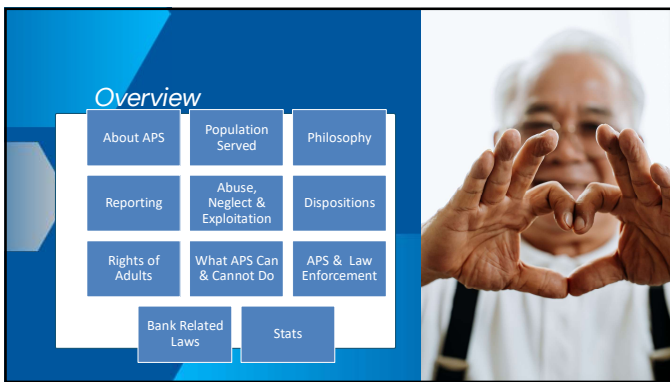 Overview
About APS
Population
Served
Philosophy
Reporting
Abuse,
Neglect &
Exploitation
Dispositions
Rights of
Adults
What APS Can
& Cannot Do
APS & Law
Enforcement
Bank Related
Laws
Stats